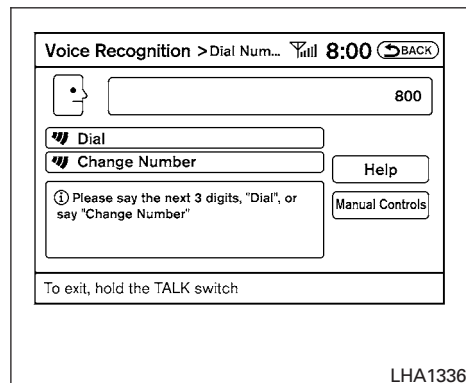 Voice Recognition >Dial Num... 8:00 BACK
800
Dial
Change Number
Help
Please say the next 3 digits, "Dial", or
say "Change Number"
Manual Controls
To exit, hold the TALK switch
LHA1336